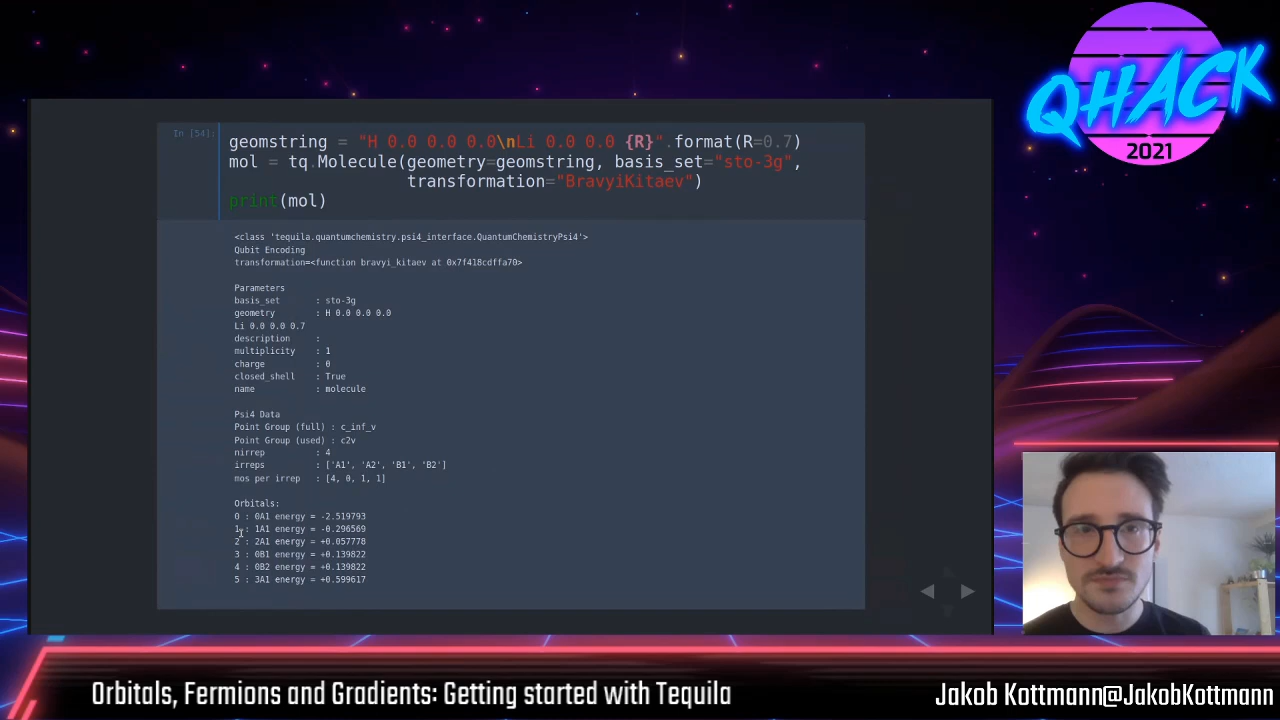 QHACK
2021
In [54]:
geomstring = "H 0.0 0.0 0.0\nLi 0.0 0.0 {R}".format(R=0.7)
mol = tq.Molecule(geometry=geomstring, basis_set="sto-3g",
transformation="BravyiKitaev")
print(mol)
<class 'tequila.quantumchemistry.psi4_interface.QuantumChemistryPsi4'>
Qubit Encoding
transformation=<function bravyi_kitaev at 0x7f418cdffa70>
Parameters
basis_set : sto-3g
geometry : H 0.0 0.0 0.0
Li 0.0 0.0 0.7
description :
multiplicity : 1
charge : 0
closed_shell : True
name : molecule
Psi4 Data
Point Group (full) : c_inf_v
Point Group (used) : c2v
nirrep : 4
irreps : ['A1', 'A2', 'B1', 'B2']
mos per irrep : [4, 0, 1, 1]
Orbitals:
0 : 0A1 energy = -2.519793
1 : 1A1 energy = -0.296569
2 : 2A1 energy = +0.057778
3 : 0B1 energy = +0.139822
4 : 0B2 energy = +0.139822
5 : 3A1 energy = +0.599617
Orbitals, Fermions and Gradients: Getting started with Tequila
Jakob Kottmann@JakobKottmann